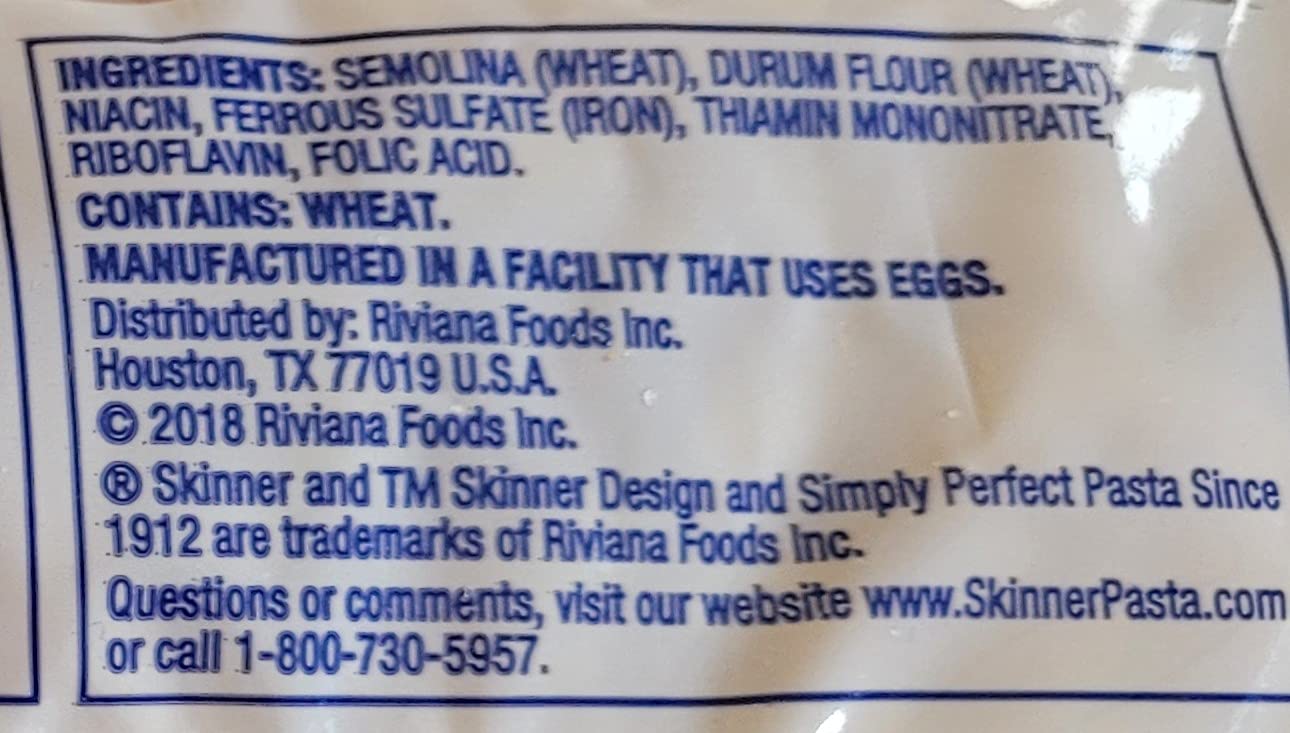 INGREDIENTS: SEMOLINA (WHEAT), DURUM FLOUR (WHEAT),
NIACIN, FERROUS SULFATE (IRON), THIAMIN MONONITRATE,
RIBOFLAVIN, FOLIC ACID.
CONTAINS: WHEAT.
MANUFACTURED IN A FACILITY THAT USES EGGS.
Distributed by: Riviana Foods Inc.
Houston, TX 77019 U.S.A.
© 2018 Riviana Foods Inc.
® Skinner and TM Skinner Design and Simply Perfect Pasta Since
1912 are trademarks of Riviana Foods Inc.
Questions or comments, visit our website www.SkinnerPasta.com
or call 1-800-730-5957.